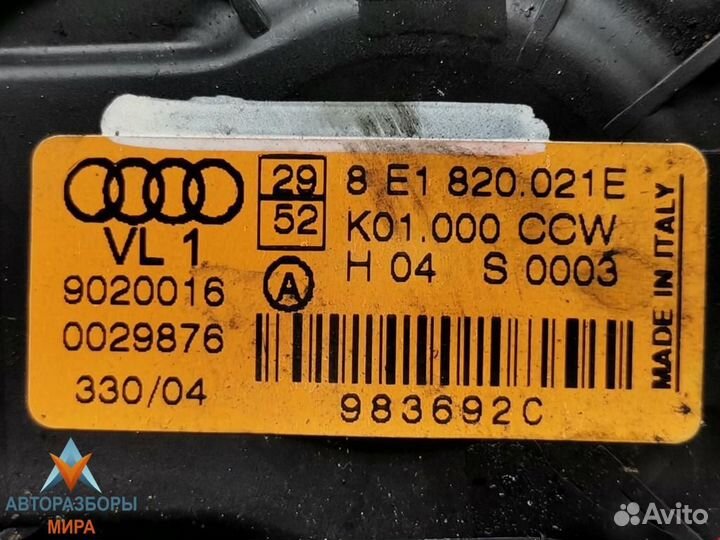 29 8 E1 820.021E
52 K01.000 CCW
VL 1
A H 04 S 0003
9020016
0029876
330/04
983692C
MADE IN ITALY
АВТОРАЗБОРЫ
МИРА
Avito